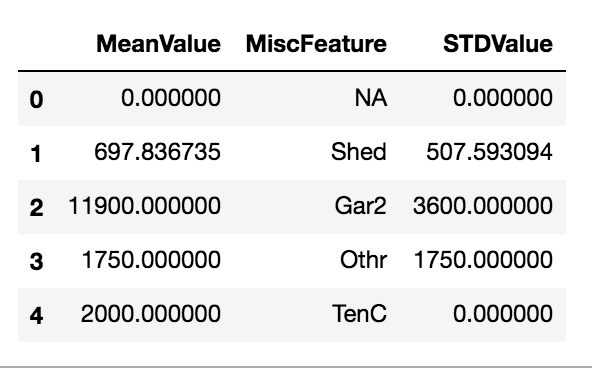 MeanValue MiscFeature STDValue
0 0.000000 NA 0.000000
1 697.836735 Shed 507.593094
2 11900.000000 Gar2 3600.000000
3 1750.000000 Othr 1750.000000
4 2000.000000 TenC 0.000000